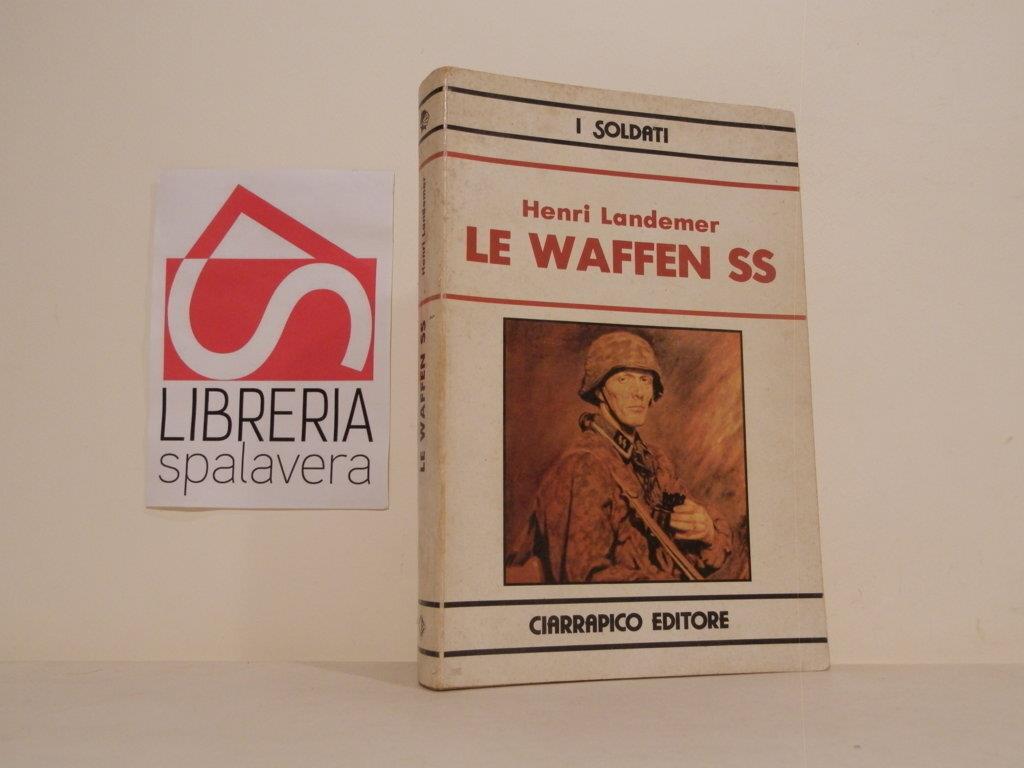 LIBRERIA
spalavera
Henri Landemer
LE WAFFEN SS
I SOLDATI
Henri Landemer
LE WAFFEN SS
CIARRAPICO EDITORE